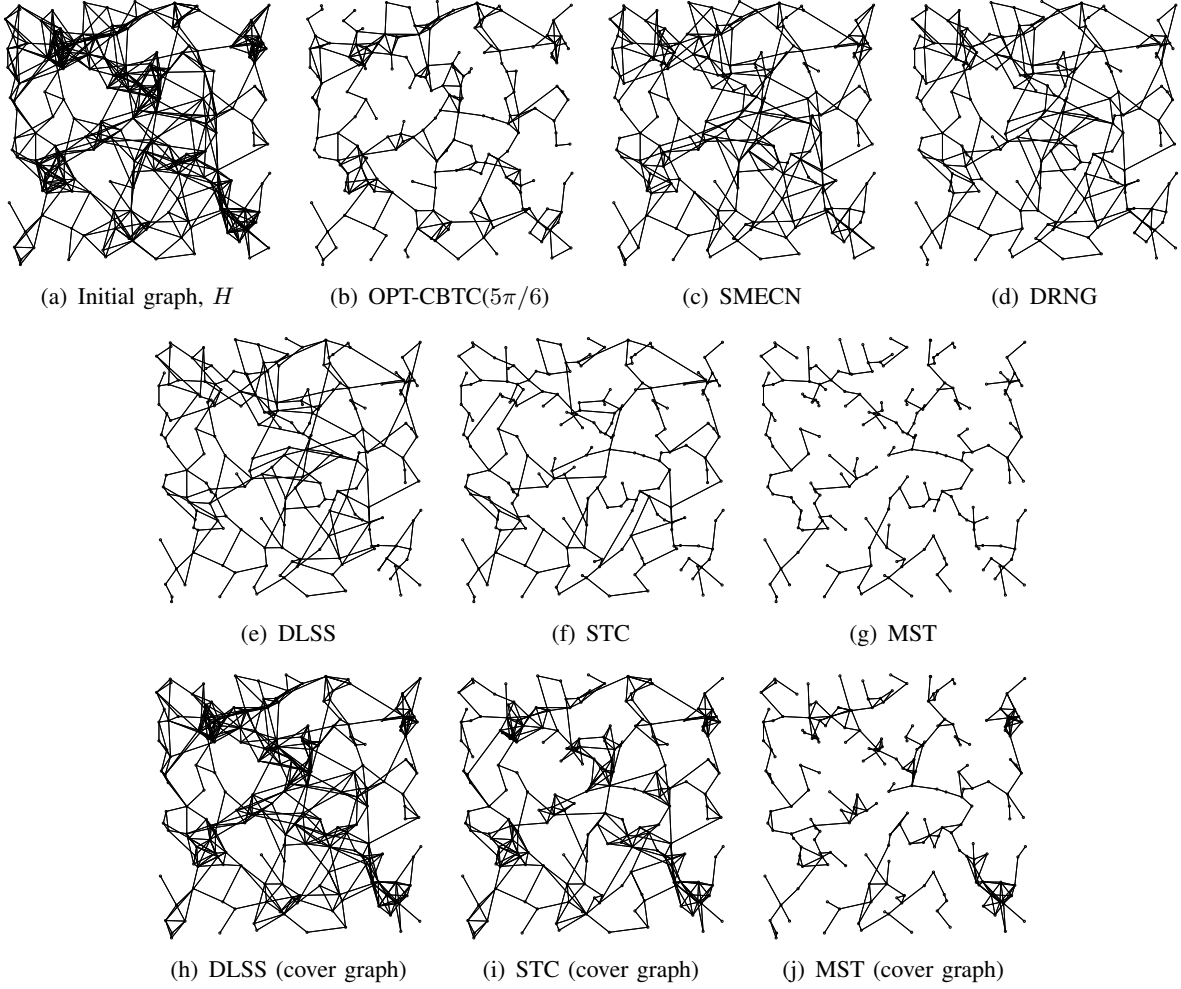 (a) Initial graph, H
(b) OPT-CBTC(5π/6)
(c) SMECN
(d) DRNG
(e) DLSS
(f) STC
(g) MST
(h) DLSS (cover graph)
(i) STC (cover graph)
(j) MST (cover graph)